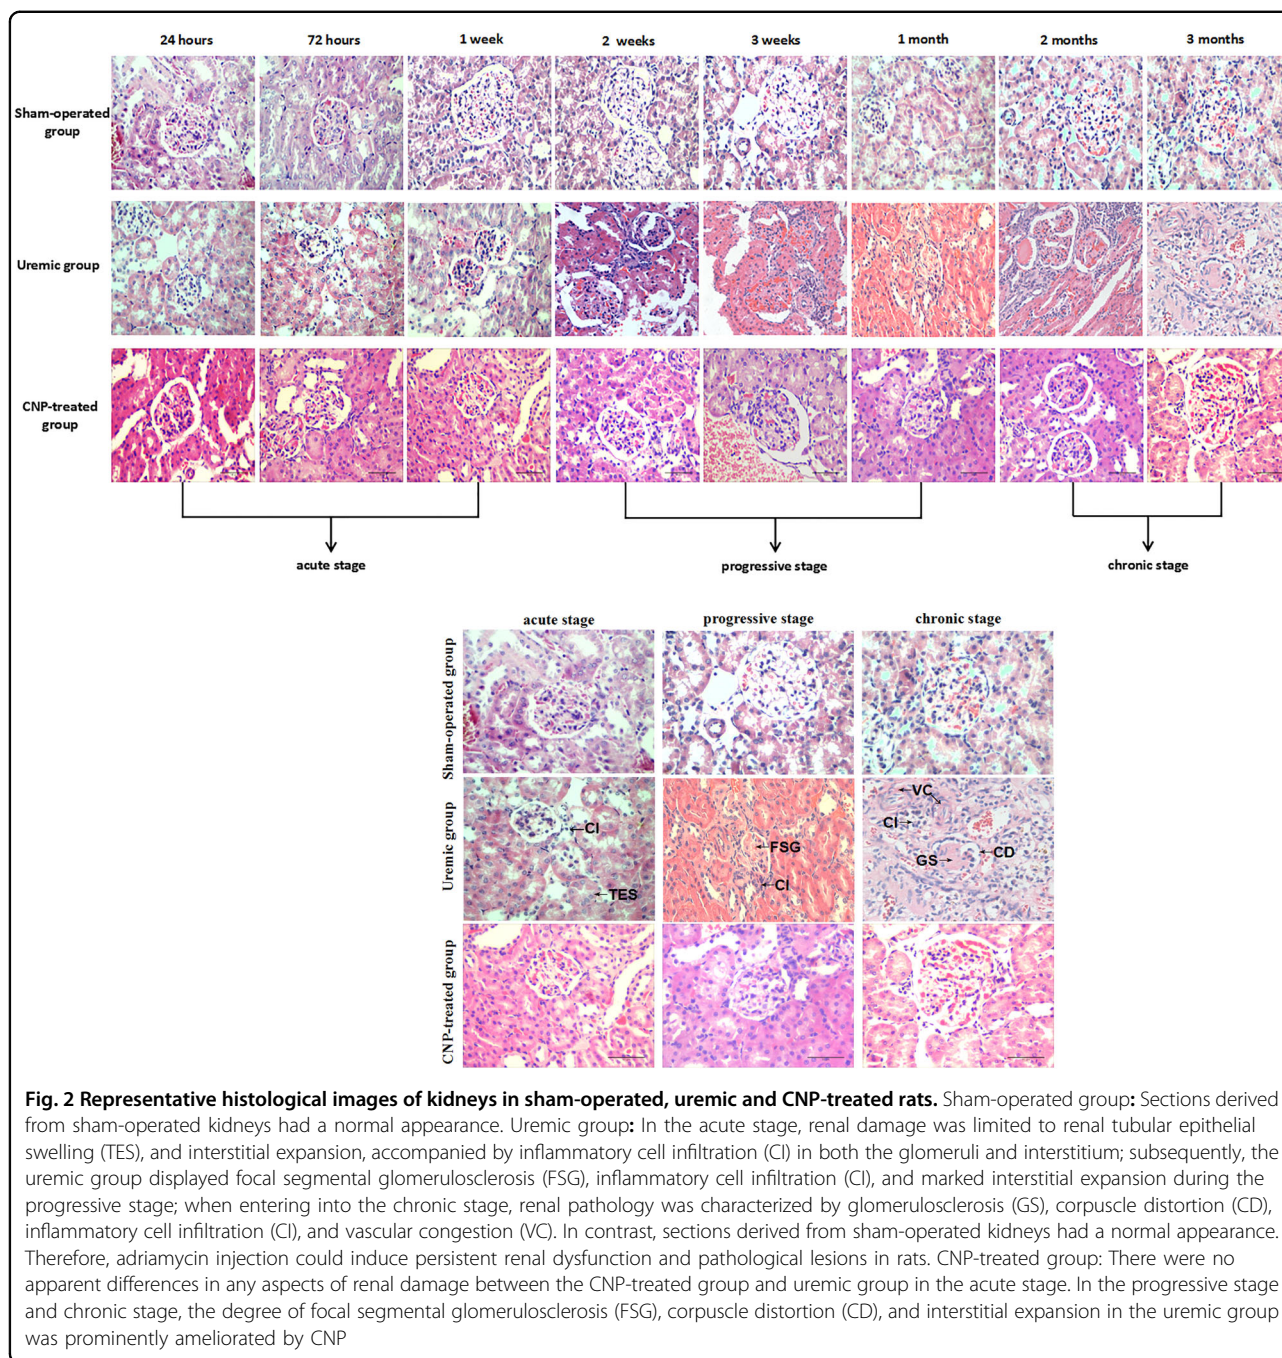 24 hours 72 hours 1 week 2 weeks 3 weeks 1 month 2 months 3 months
Sham-operated
group
Uremic group
CNP-treated
group
acute stage progressive stage chronic stage
acute stage progressive stage chronic stage
Sham-operated group
Uremic group
CI
TES
FSG
CI
VC
CI
GS
CD
CNP-treated group
Fig. 2 Representative histological images of kidneys in sham-operated, uremic and CNP-treated rats. Sham-operated group: Sections derived
from sham-operated kidneys had a normal appearance. Uremic group: In the acute stage, renal damage was limited to renal tubular epithelial
swelling (TES), and interstitial expansion, accompanied by inflammatory cell infiltration (CI) in both the glomeruli and interstitium; subsequently, the
uremic group displayed focal segmental glomerulosclerosis (FSG), inflammatory cell infiltration (CI), and marked interstitial expansion during the
progressive stage; when entering into the chronic stage, renal pathology was characterized by glomerulosclerosis (GS), corpuscle distortion (CD),
inflammatory cell infiltration (CI), and vascular congestion (VC). In contrast, sections derived from sham-operated kidneys had a normal appearance.
Therefore, adriamycin injection could induce persistent renal dysfunction and pathological lesions in rats. CNP-treated group: There were no
apparent differences in any aspects of renal damage between the CNP-treated group and uremic group in the acute stage. In the progressive stage
and chronic stage, the degree of focal segmental glomerulosclerosis (FSG), corpuscle distortion (CD), and interstitial expansion in the uremic group
was prominently ameliorated by CNP